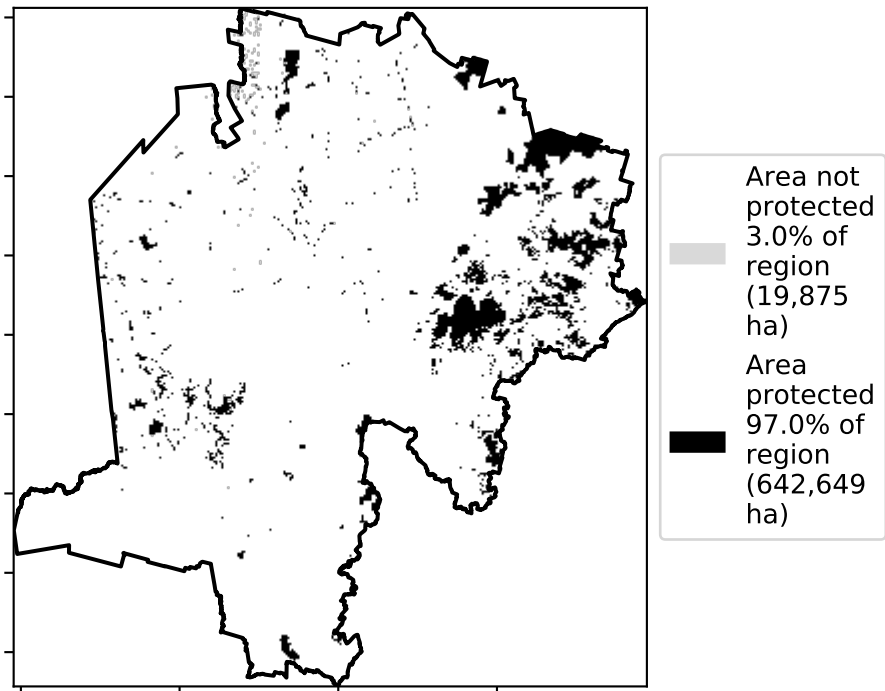 Area not
protected
3.0% of
region
(19,875
ha)
Area
protected
97.0% of
region
(642,649
ha)